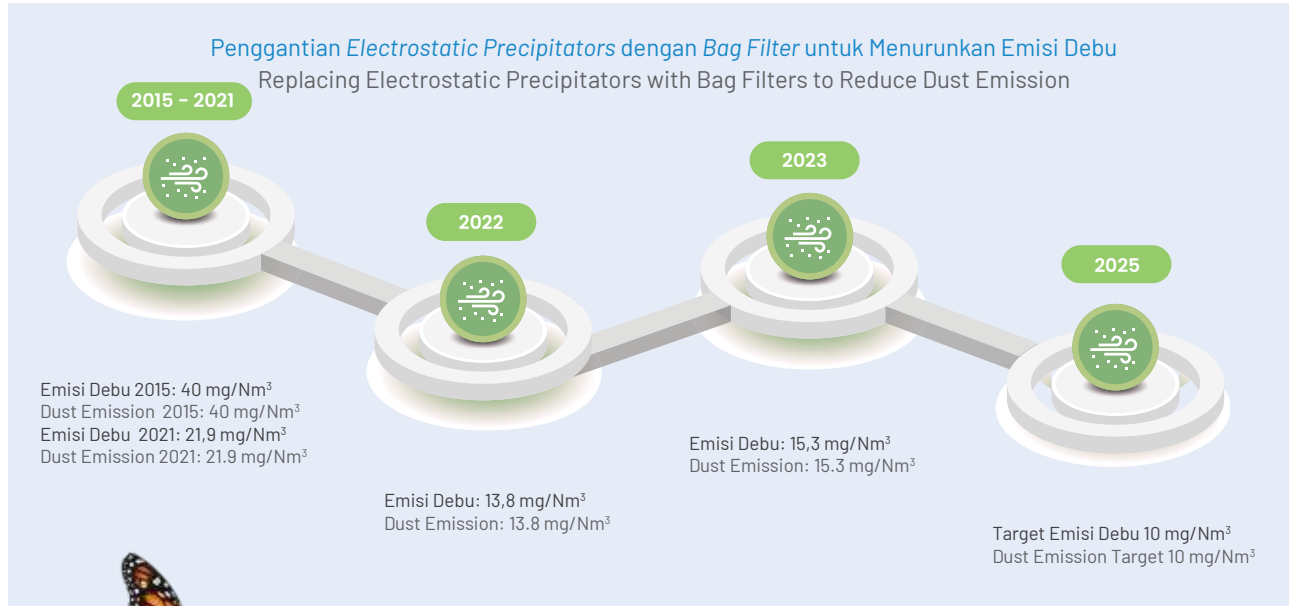 Penggantian Electrostatic Precipitators dengan Bag Filter untuk Menurunkan Emisi Debu
Replacing Electrostatic Precipitators with Bag Filters to Reduce Dust Emission
2015 – 2021
Emisi Debu 2015: 40 mg/Nm³
Dust Emission 2015: 40 mg/Nm³
Emisi Debu 2021: 21,9 mg/Nm³
Dust Emission 2021: 21.9 mg/Nm³
2022
Emisi Debu: 13,8 mg/Nm³
Dust Emission: 13.8 mg/Nm³
2023
Emisi Debu: 15,3 mg/Nm³
Dust Emission: 15.3 mg/Nm³
2025
Target Emisi Debu 10 mg/Nm³
Dust Emission Target 10 mg/Nm³